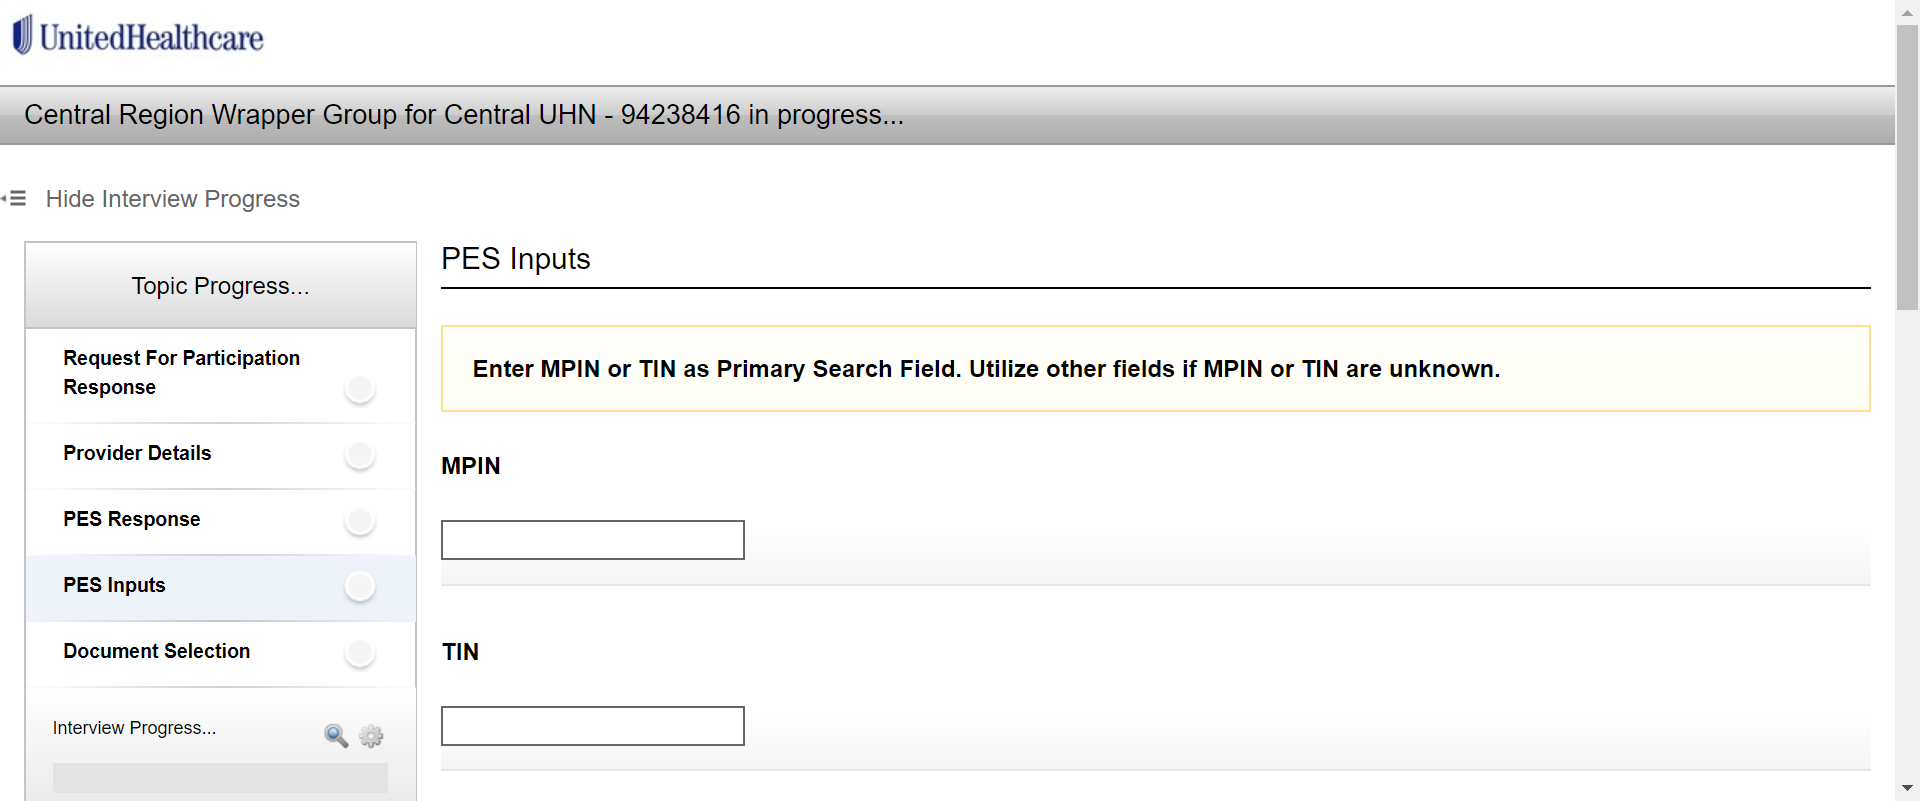 UnitedHealthcare
Central Region Wrapper Group for Central UHN - 94238416 in progress...
Hide Interview Progress
Topic Progress...
Request For Participation
Response
Provider Details
PES Response
PES Inputs
Document Selection
Interview Progress...
PES Inputs
Enter MPIN or TIN as Primary Search Field. Utilize other fields if MPIN or TIN are unknown.
MPIN
TIN